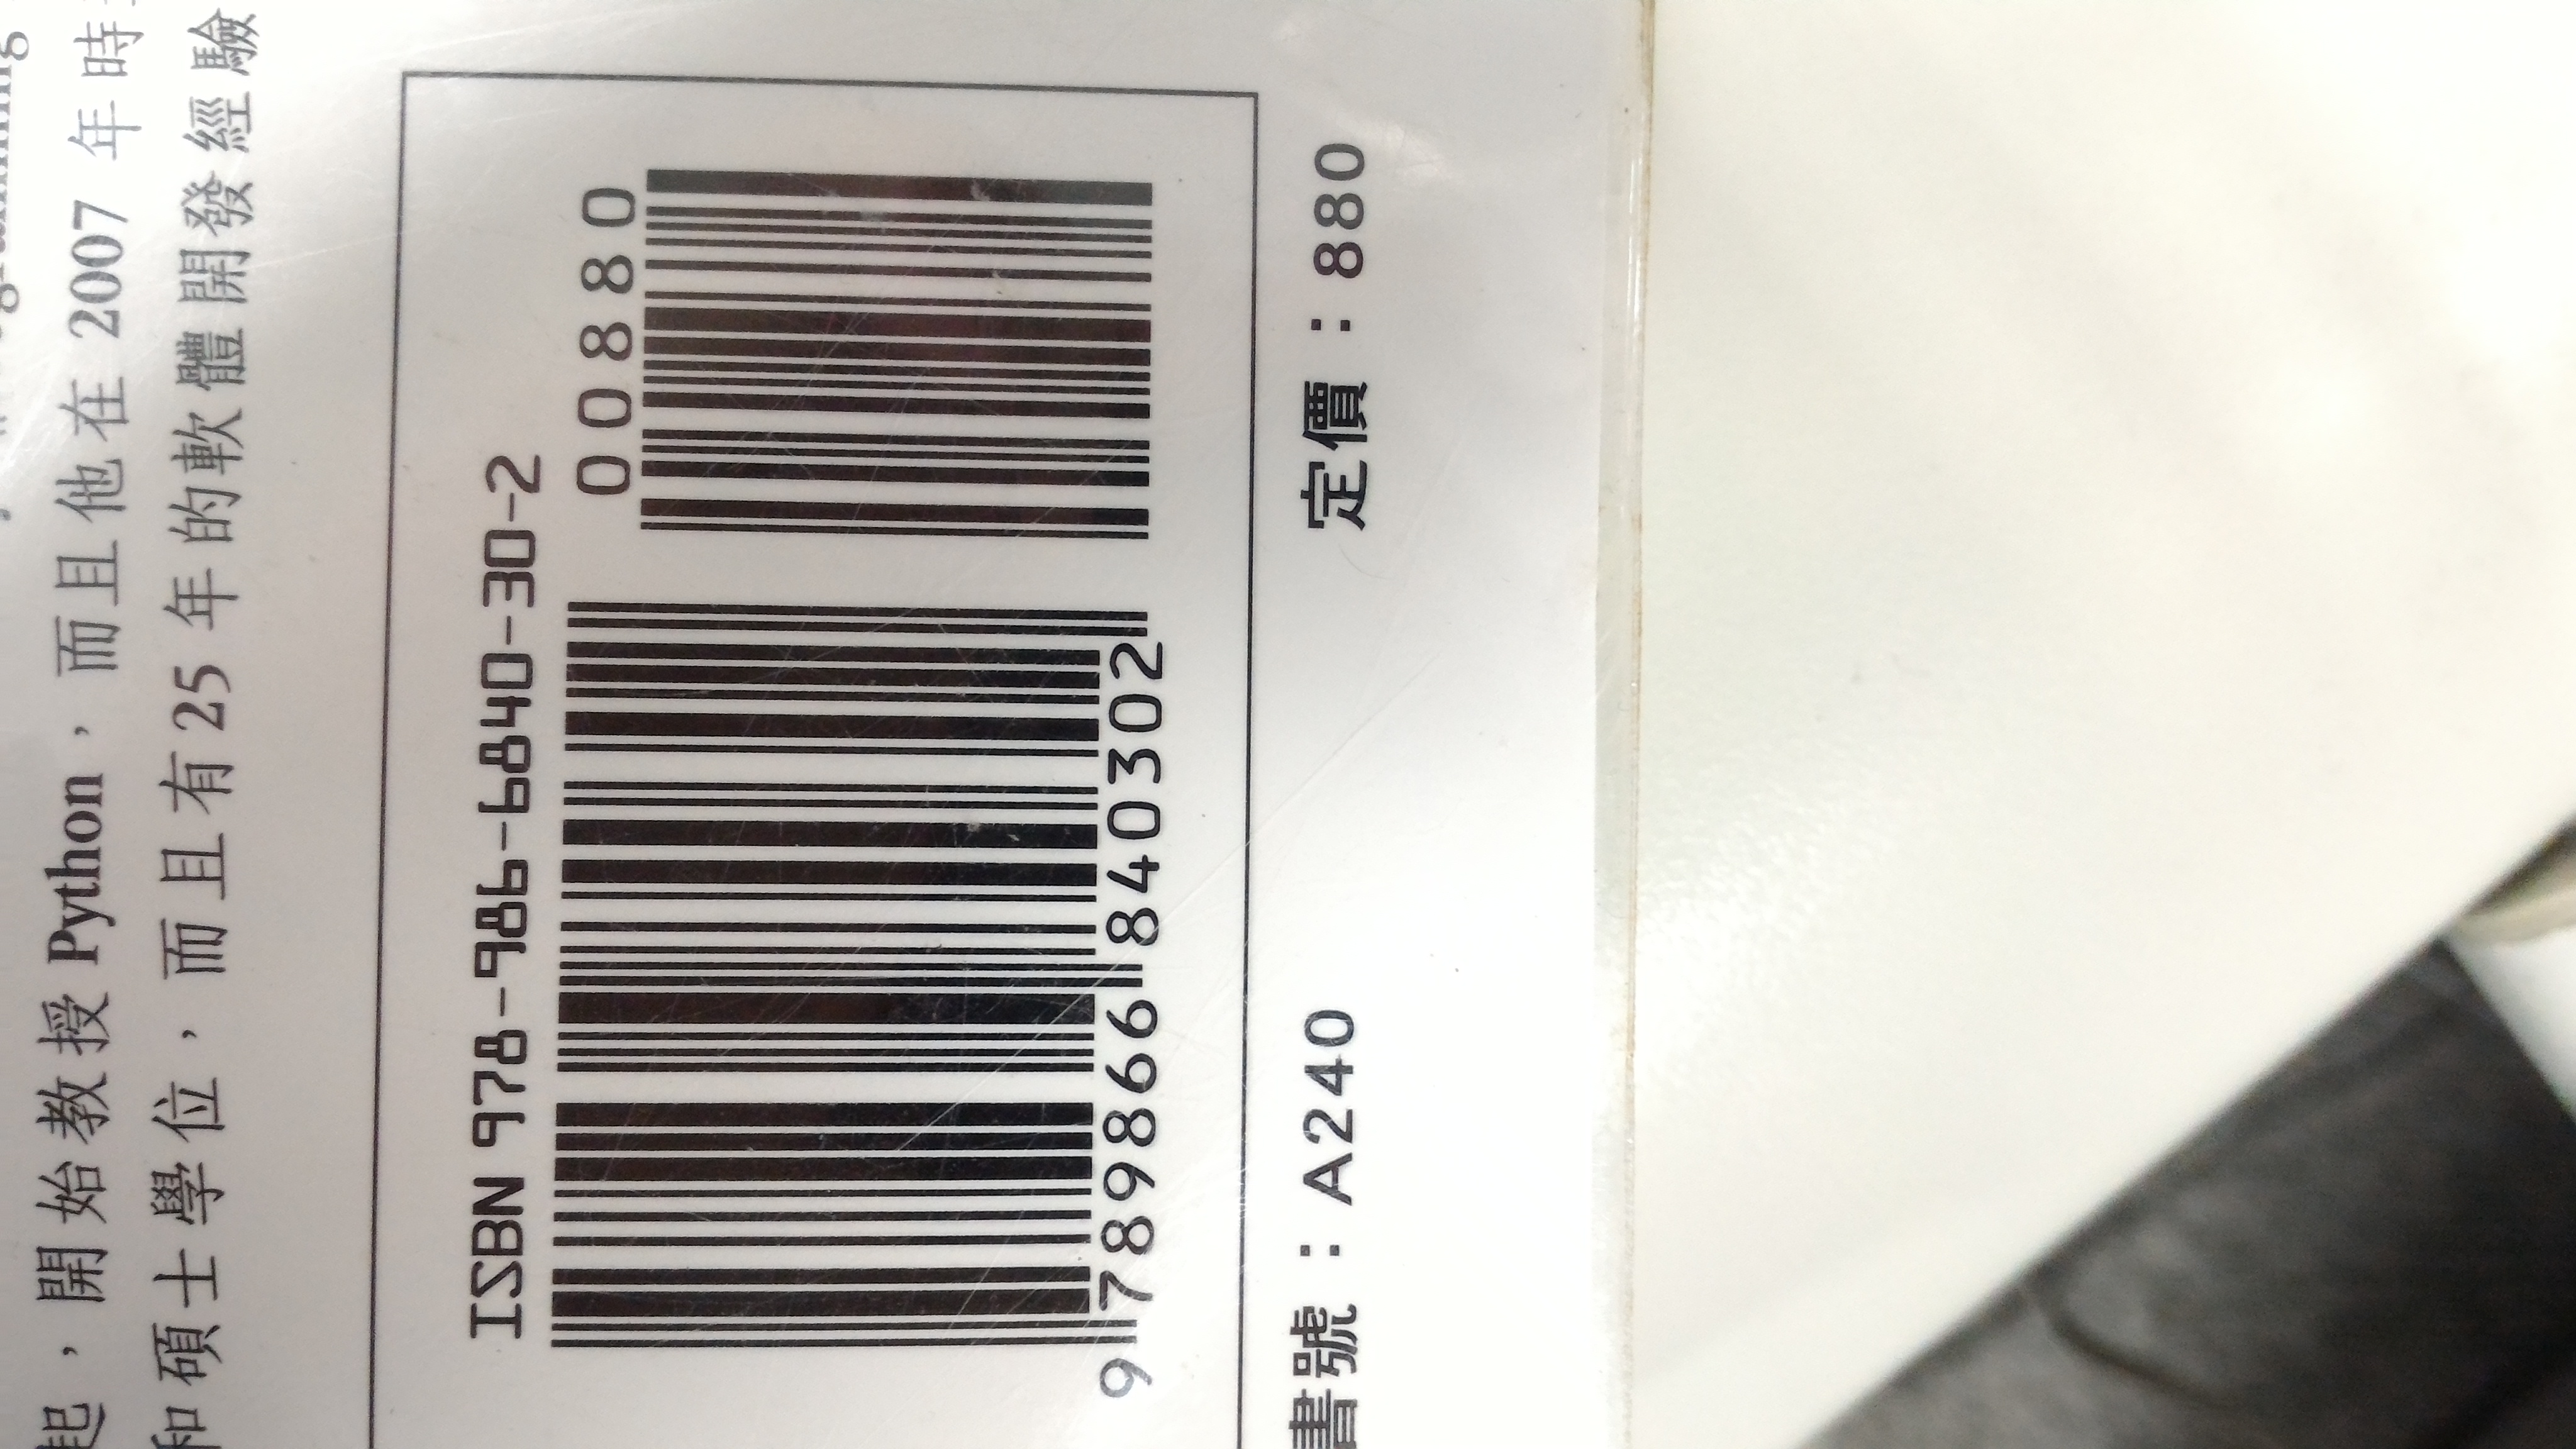 起，開始教授 Python，而且他在 2007 年時
和碩士學位，而且有25 年的軟體開發經驗
ISBN 978-986-6840-30-2
00880
9 789866 840302
書號：A240
定價：880